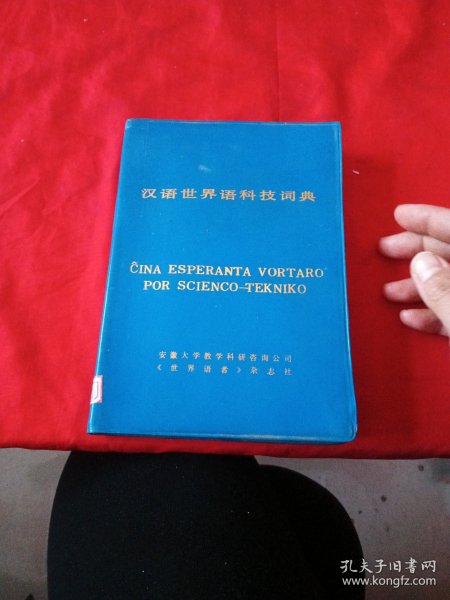 汉语世界语科技词典
ĈINA ESPERANTA VORTARO
POR SCIENCO-TEKNIKO
安徽大学教学科研咨询公司
《世界语者》杂志社
孔夫子旧书网
www.kongfz.com